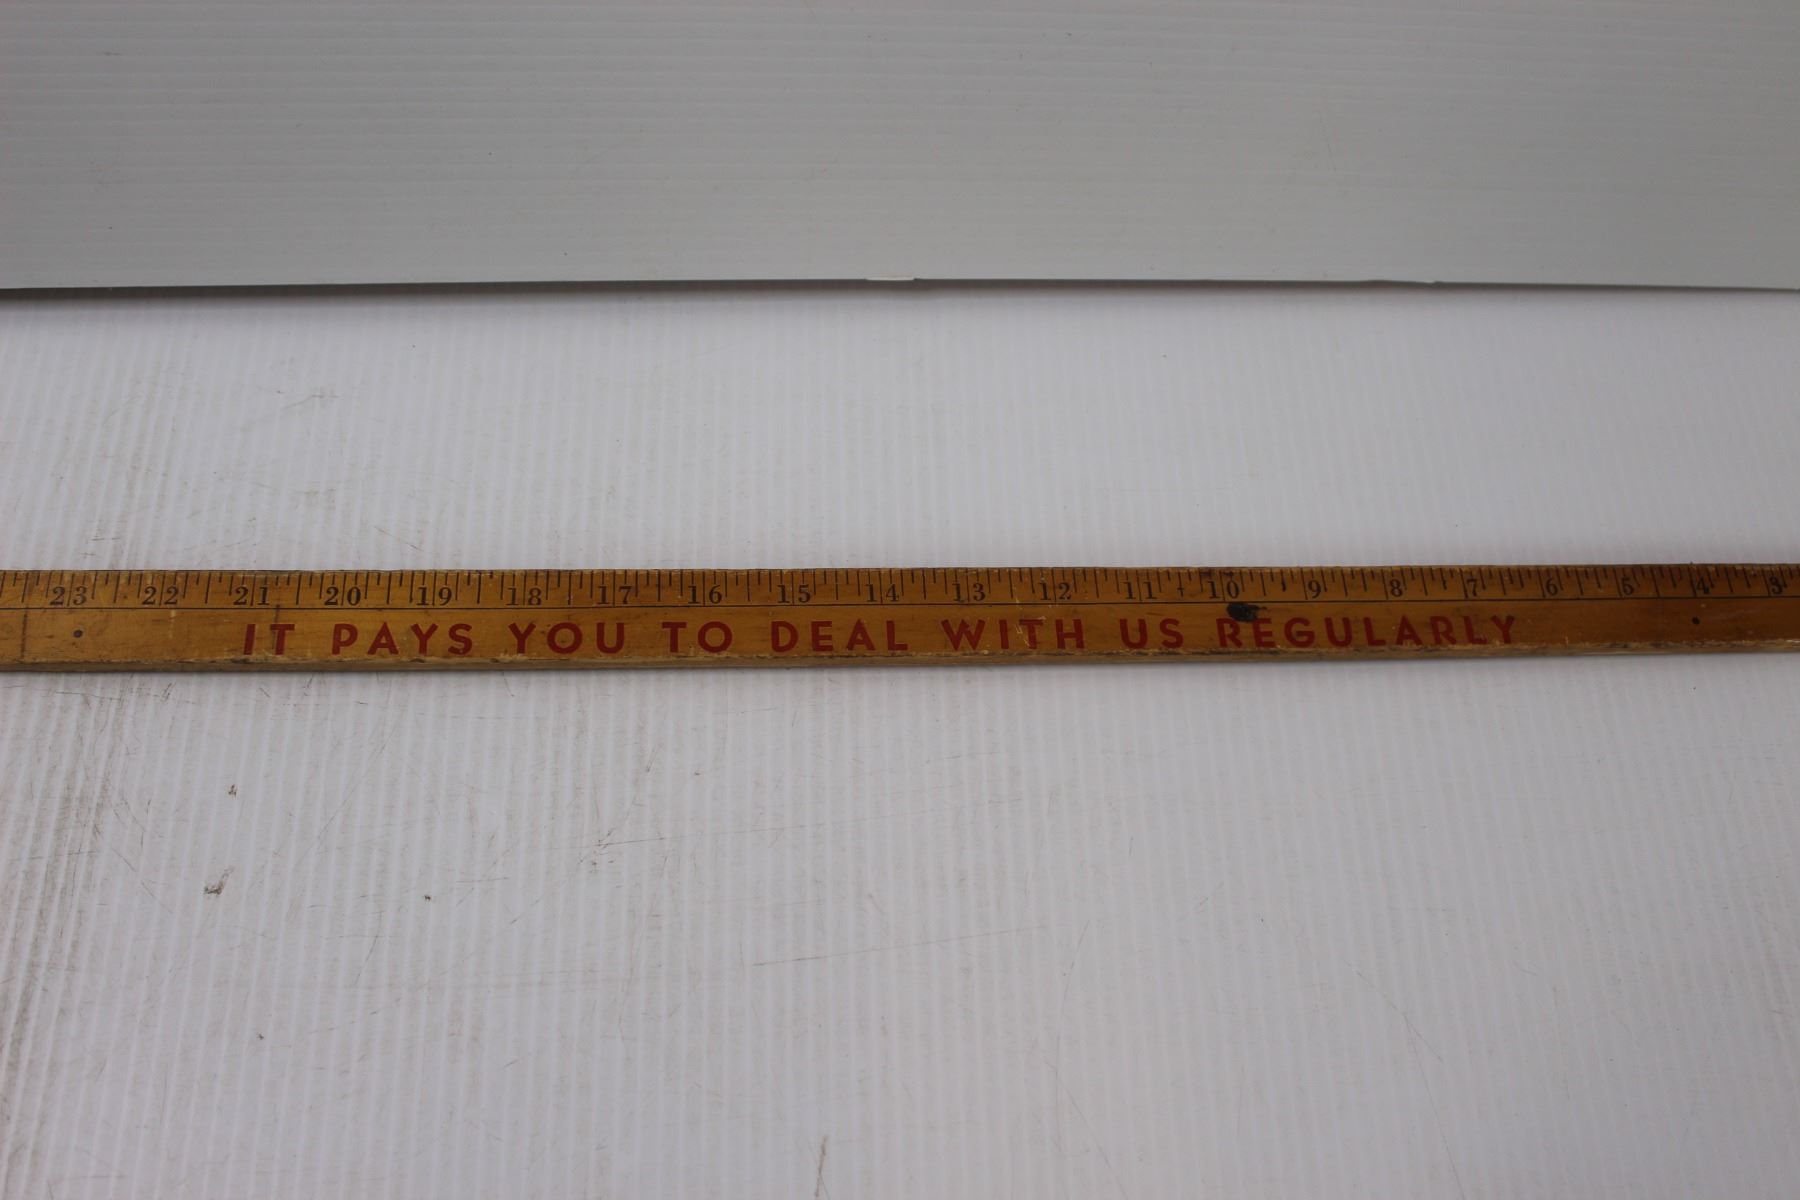 23 22 21 20 19 18 17 16 15 14 13 12 11 10 9 8 7 6 5 4 3
IT PAYS YOU TO DEAL WITH US REGULARLY